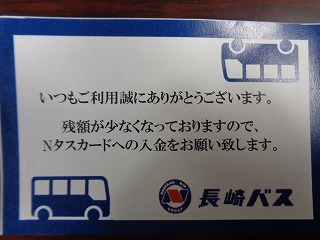 いつもご利用誠にありがとうございます。
残額が少なくなっておりますので、
Nタスカードへの入金をお願い致します。
長崎バス